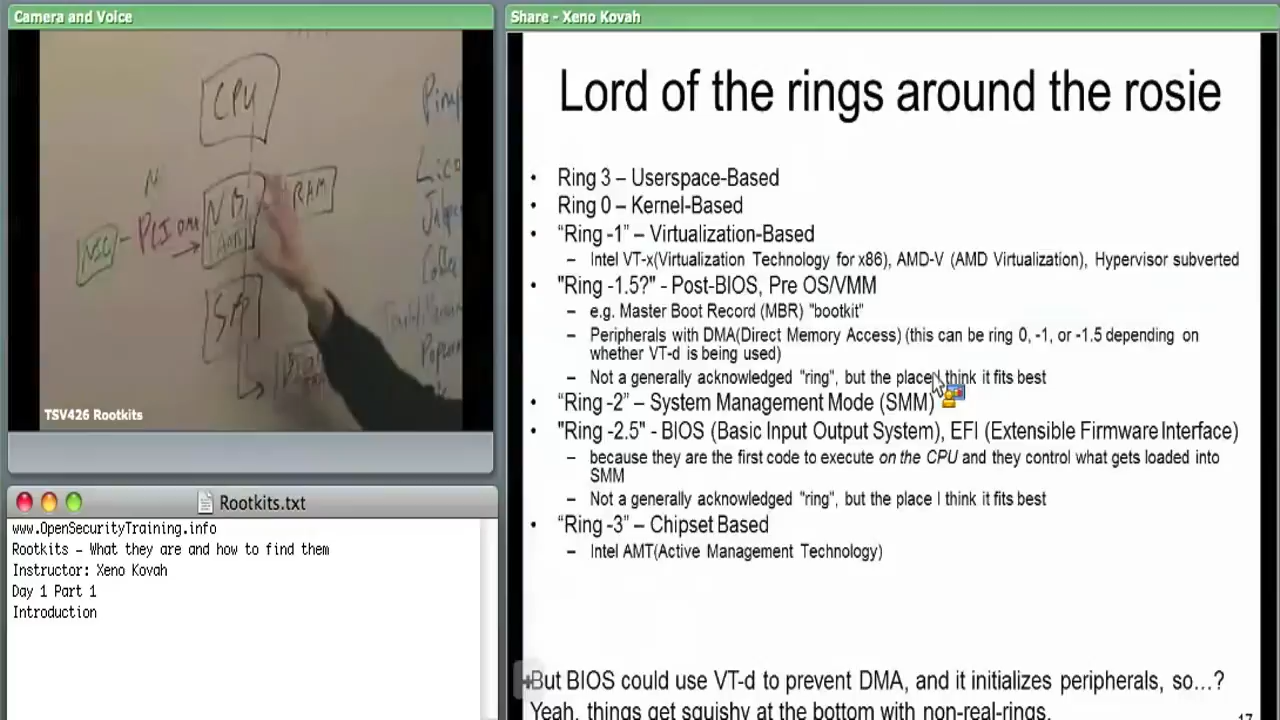 Camera and Voice
CPU
NB
RAM
PCI
TSV426 Rootkits
Rootkits.txt
www.OpenSecurityTraining.info
Rootkits – What they are and how to find them
Instructor: Xeno Kovah
Day 1 Part 1
Introduction
Share - Xeno Kovah
Lord of the rings around the rosie
• Ring 3 – Userspace-Based
• Ring 0 – Kernel-Based
• “Ring -1” – Virtualization-Based
– Intel VT-x(Virtualization Technology for x86), AMD-V (AMD Virtualization), Hypervisor subverted
• "Ring -1.5?" - Post-BIOS, Pre OS/VMM
– e.g. Master Boot Record (MBR) "bootkit"
– Peripherals with DMA(Direct Memory Access) (this can be ring 0, -1, or -1.5 depending on
whether VT-d is being used)
– Not a generally acknowledged "ring", but the place I think it fits best
• “Ring -2” – System Management Mode (SMM)
• "Ring -2.5" - BIOS (Basic Input Output System), EFI (Extensible Firmware Interface)
– because they are the first code to execute on the CPU and they control what gets loaded into
SMM
– Not a generally acknowledged "ring", but the place I think it fits best
• “Ring -3” – Chipset Based
– Intel AMT(Active Management Technology)
But BIOS could use VT-d to prevent DMA, and it initializes peripherals, so…?
Yeah, things get squishy at the bottom with non-real-rings.
17